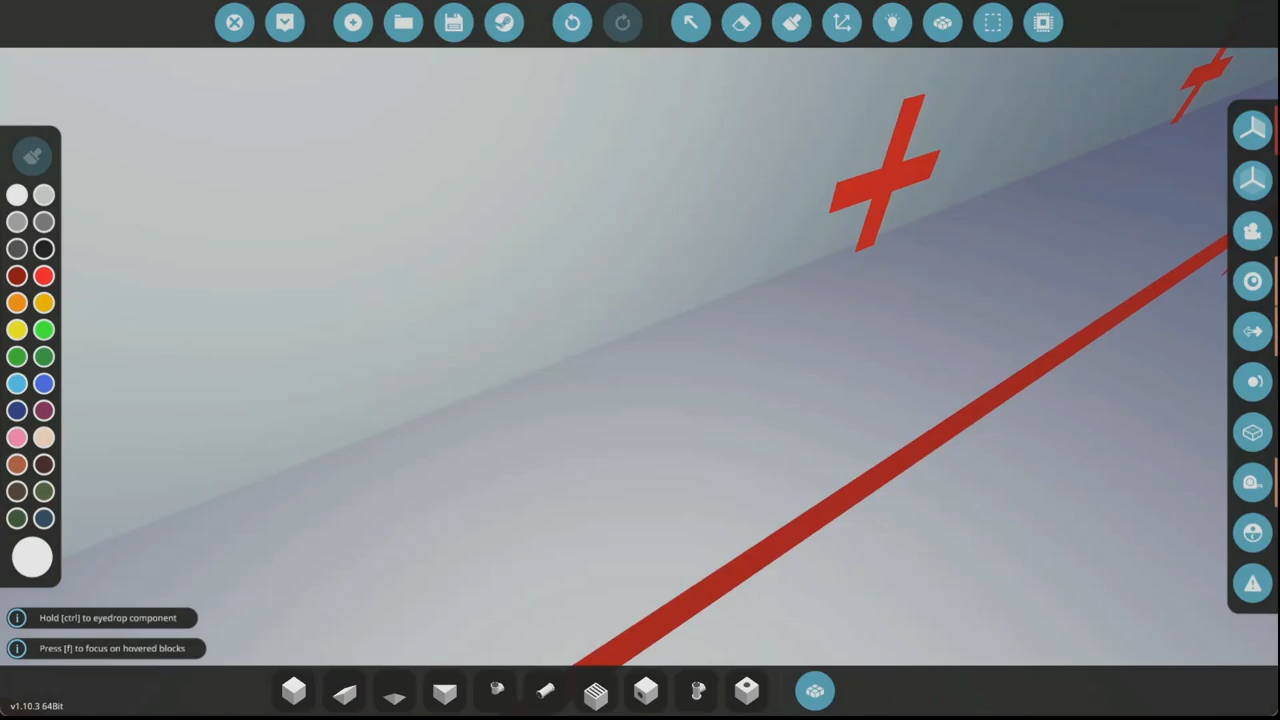 Hold [ctrl] to eyedrop component
Press [f] to focus on hovered blocks
v1.10.3 64Bit